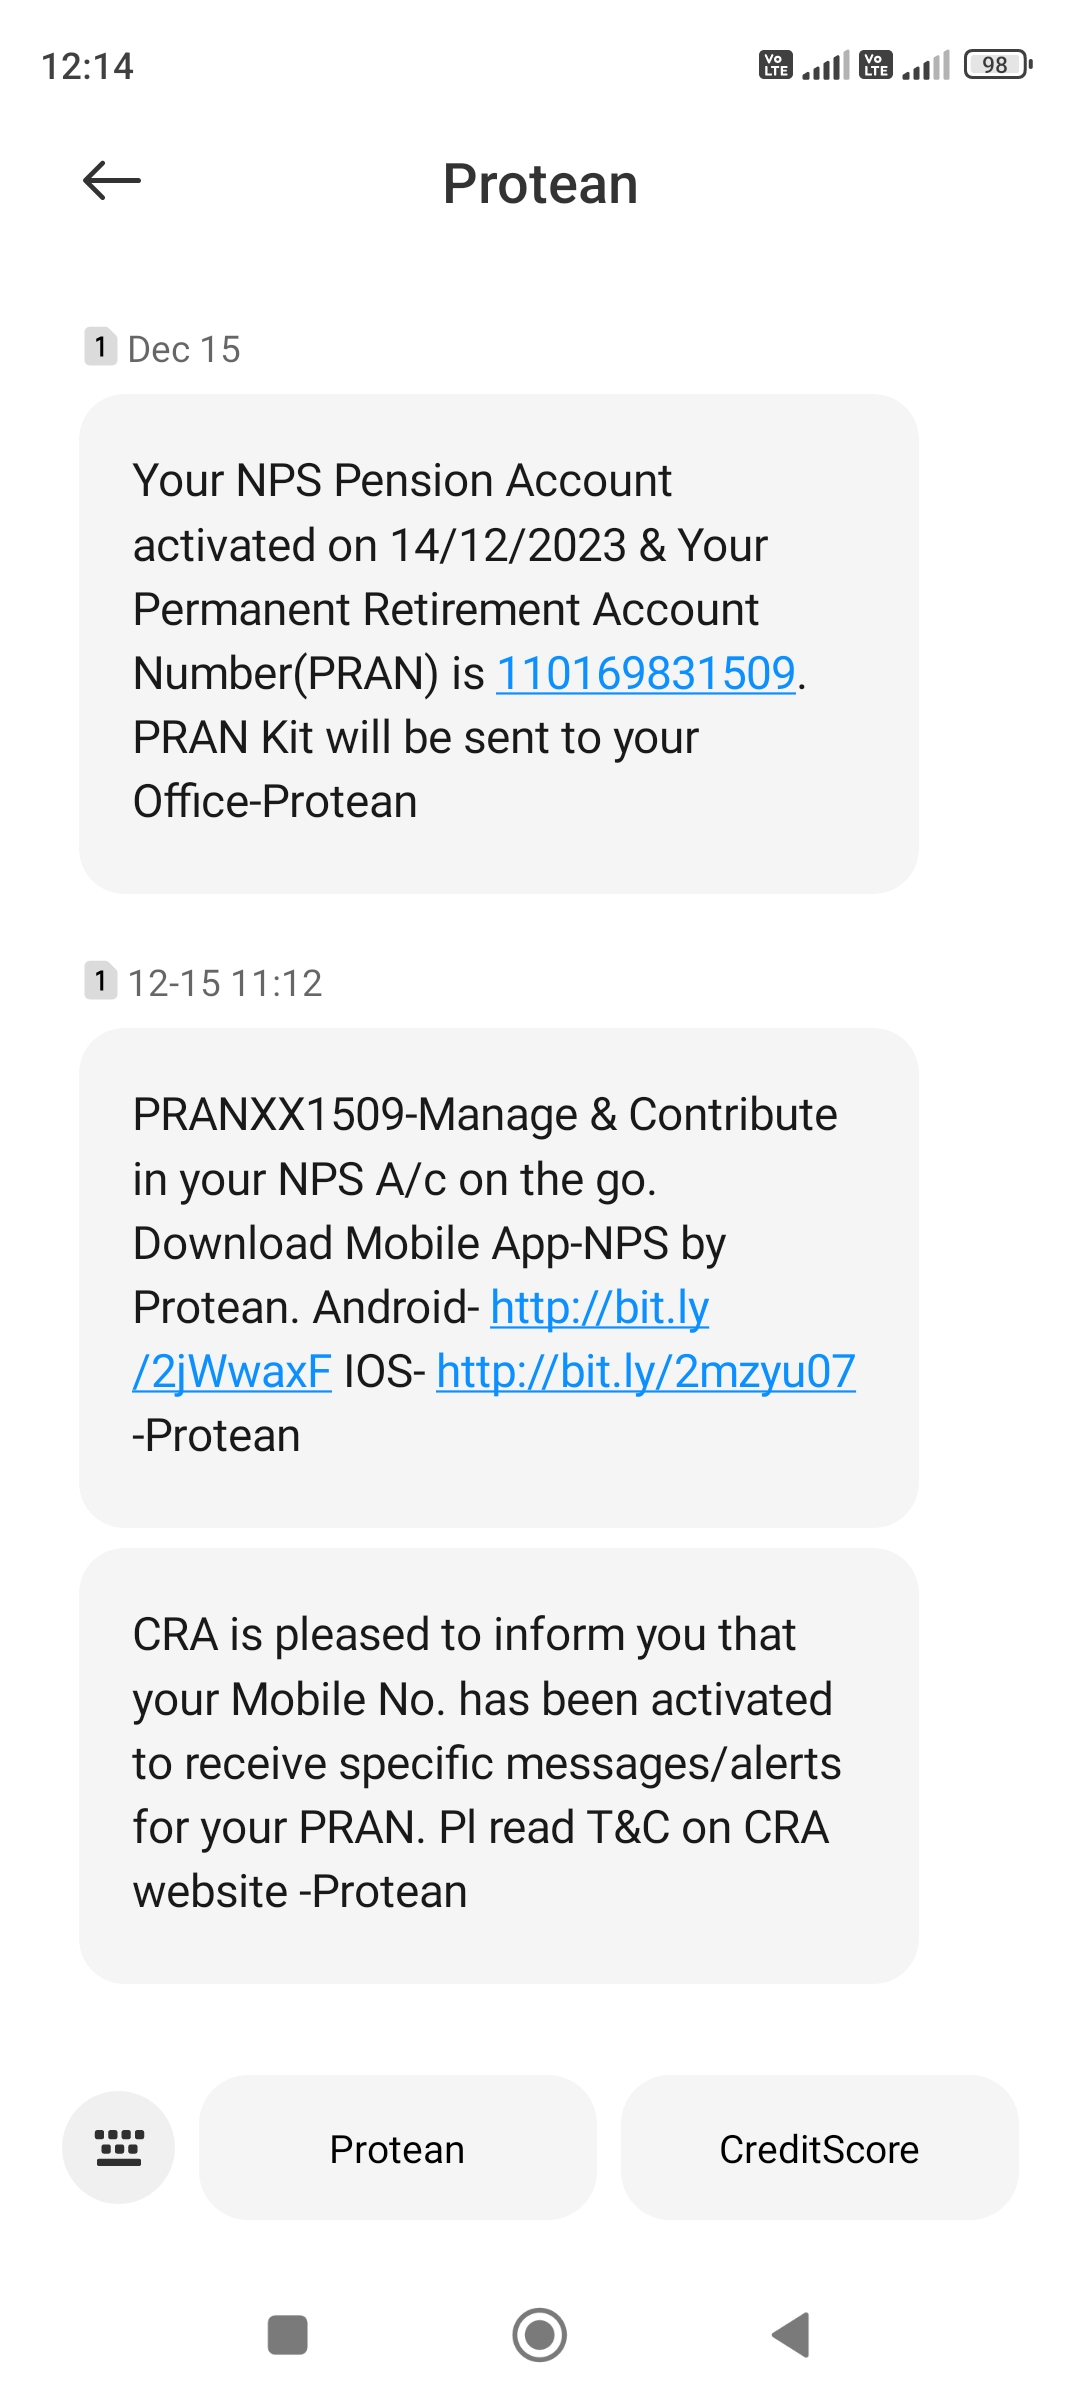 12:14
Vo LTE Vo LTE 98
Protean
1 Dec 15
Your NPS Pension Account
activated on 14/12/2023 & Your
Permanent Retirement Account
Number(PRAN) is 110169831509.
PRAN Kit will be sent to your
Office-Protean
1 12-15 11:12
PRANXX1509-Manage & Contribute
in your NPS A/c on the go.
Download Mobile App-NPS by
Protean. Android- http://bit.ly
/2jWwaxF IOS- http://bit.ly/2mzyu07
-Protean
CRA is pleased to inform you that
your Mobile No. has been activated
to receive specific messages/alerts
for your PRAN. Pl read T&C on CRA
website -Protean
Protean CreditScore